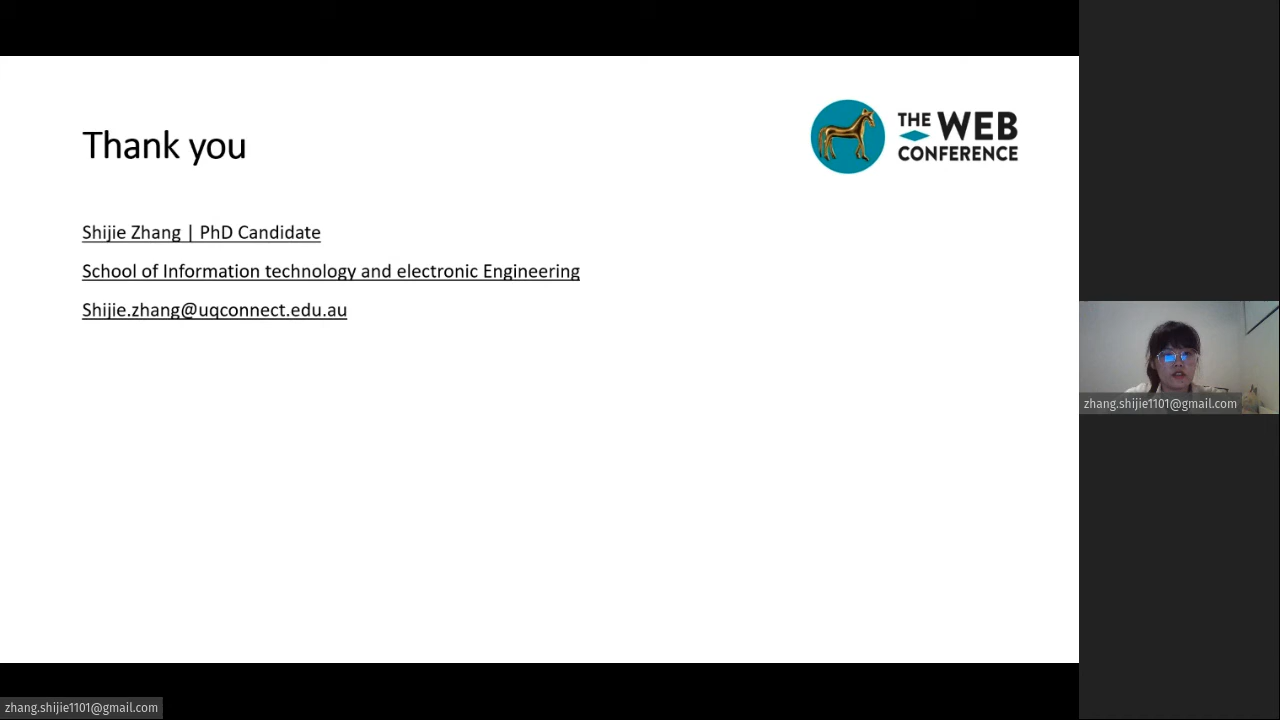 Thank you
THE WEB
CONFERENCE
Shijie Zhang | PhD Candidate
School of Information technology and electronic Engineering
Shijie.zhang@uqconnect.edu.au
zhang.shijie1101@gmail.com
zhang.shijie1101@gmail.com